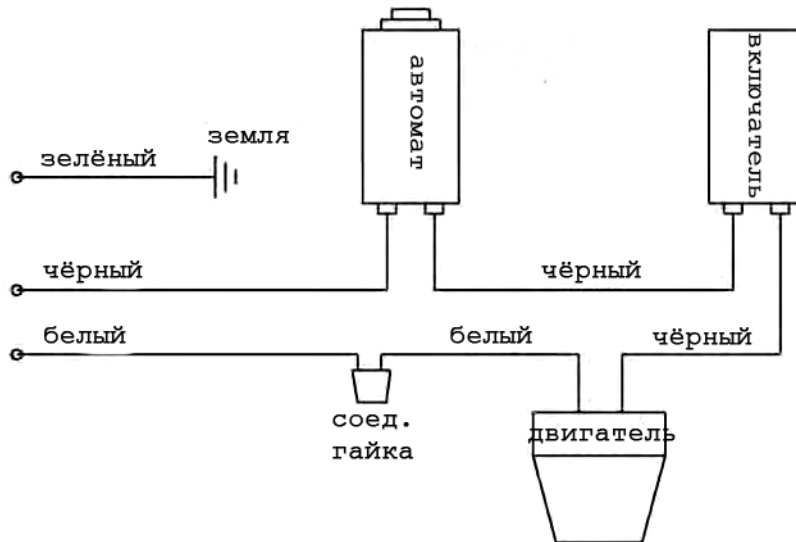 автомат
включатель
земля
зелёный
чёрный
чёрный
белый
белый
чёрный
соед.
гайка
двигатель